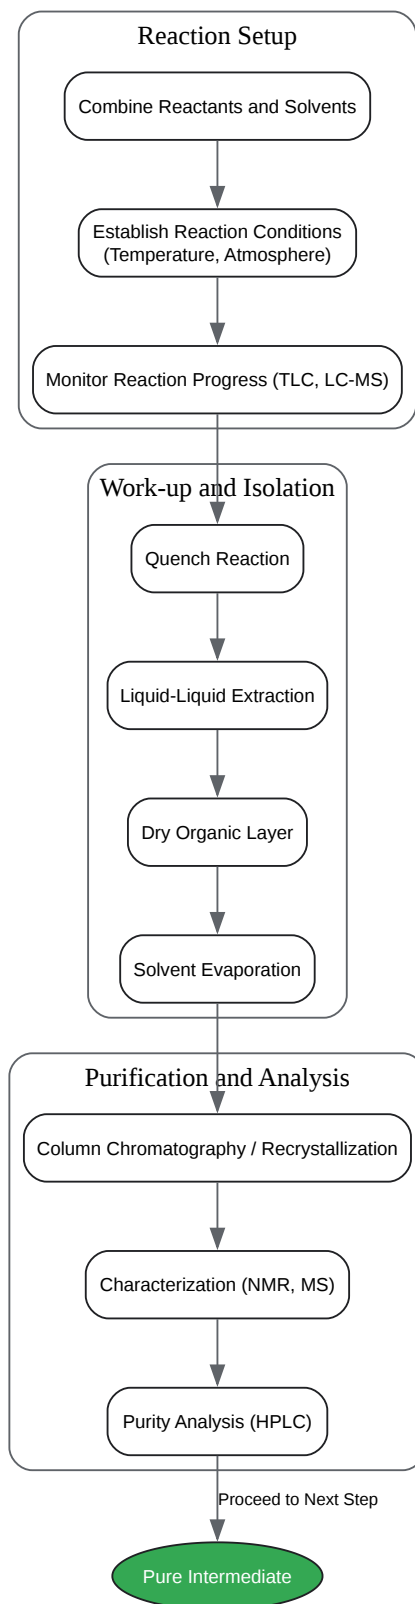 Reaction Setup
Combine Reactants and Solvents
Establish Reaction Conditions
(Temperature, Atmosphere)
Monitor Reaction Progress (TLC, LC-MS)
Work-up and Isolation
Quench Reaction
Liquid-Liquid Extraction
Dry Organic Layer
Solvent Evaporation
Purification and Analysis
Column Chromatography / Recrystallization
Characterization (NMR, MS)
Purity Analysis (HPLC)
Proceed to Next Step
Pure Intermediate